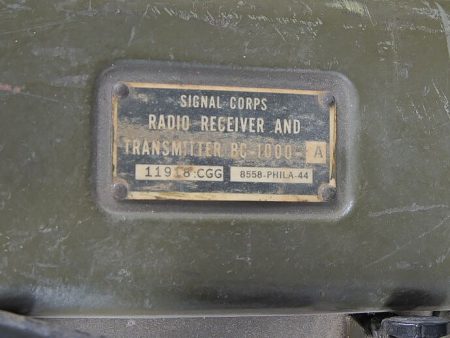 SIGNAL CORPS
RADIO RECEIVER AND
TRANSMITTER BC-1000-A
11918.CGG 8558-PHILA-44